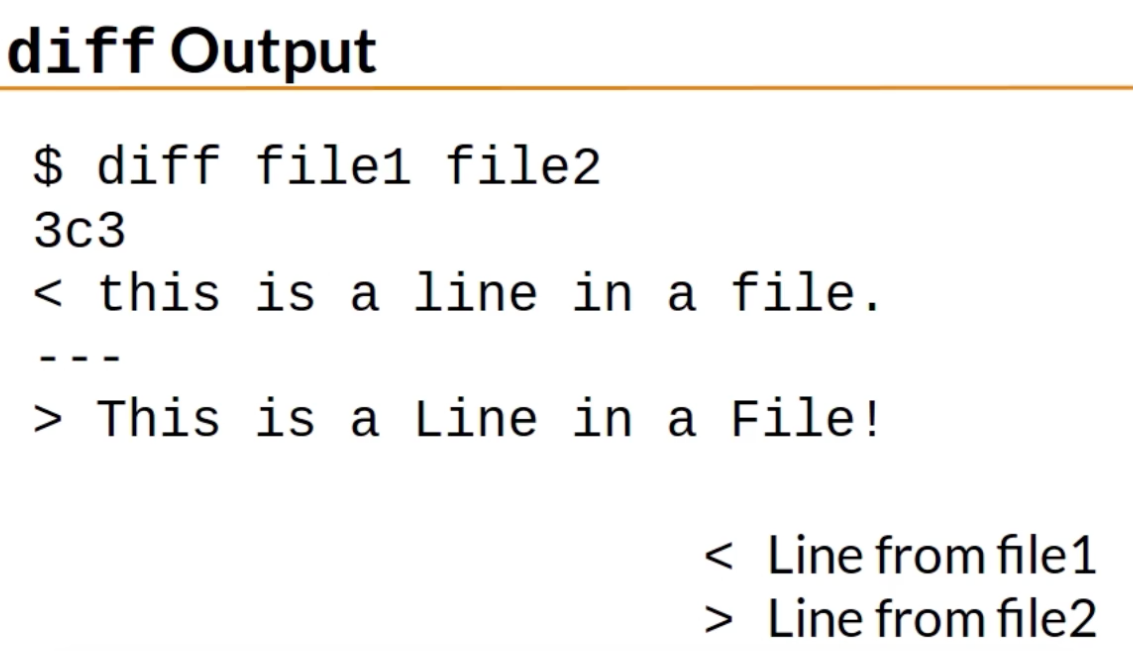 diff Output
$ diff file1 file2
3c3
< this is a line in a file.
---
> This is a Line in a File!
< Line from file1
> Line from file2